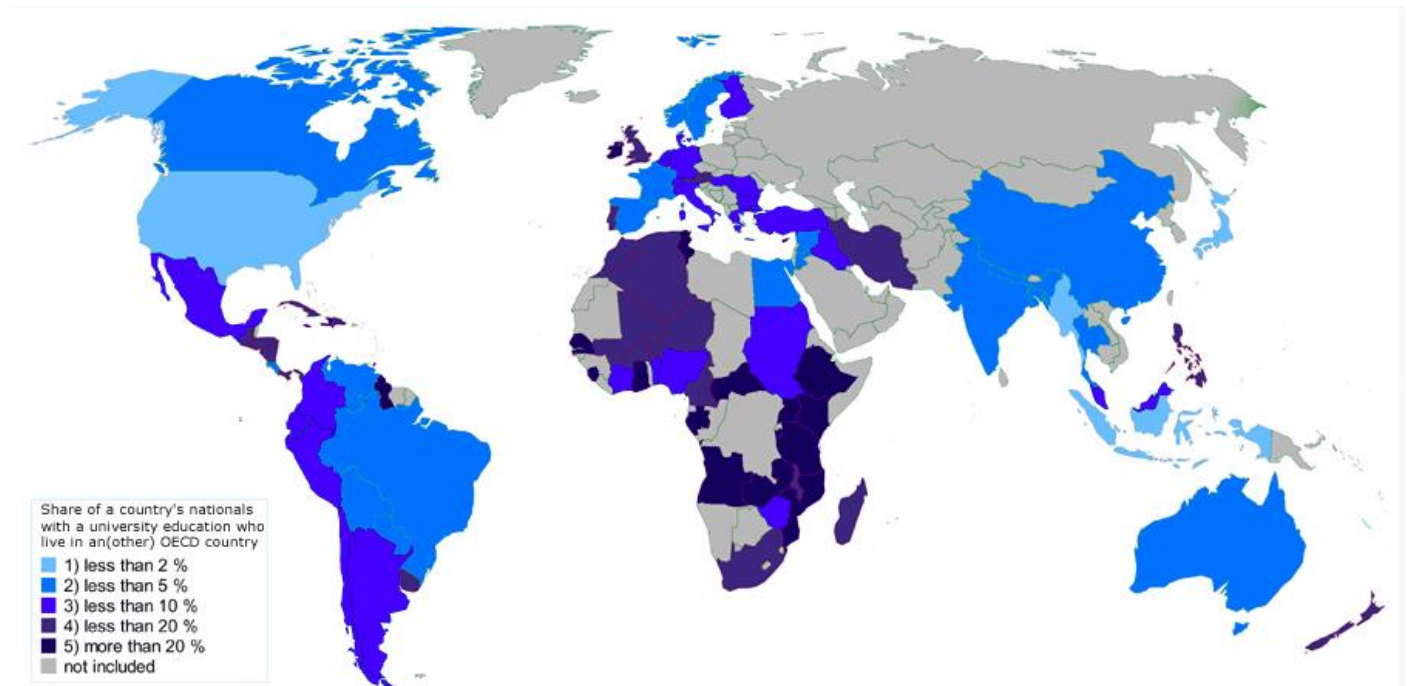 Share of a country's nationals
with a university education who
live in an(other) OECD country
1) less than 2 %
2) less than 5 %
3) less than 10 %
4) less than 20 %
5) more than 20 %
not included